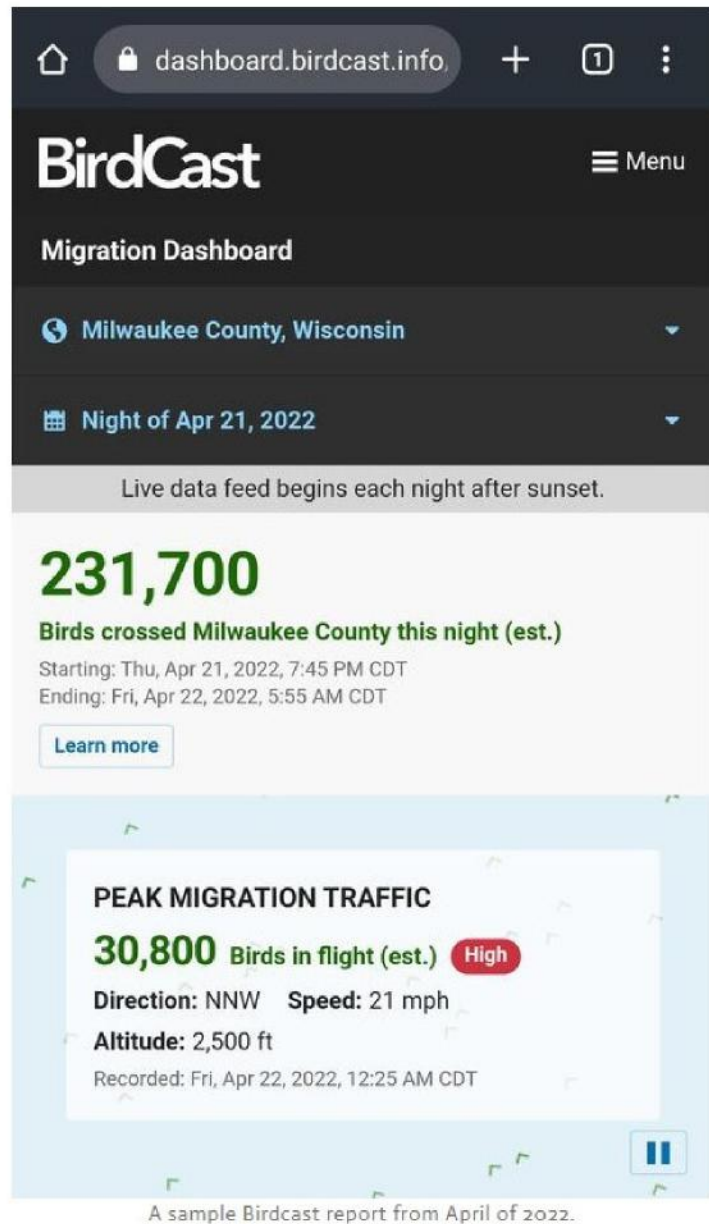 dashboard.birdcast.info,
1
BirdCast
Menu
Migration Dashboard
Milwaukee County, Wisconsin
Night of Apr 21, 2022
Live data feed begins each night after sunset.
231,700
Birds crossed Milwaukee County this night (est.)
Starting: Thu, Apr 21, 2022, 7:45 PM CDT
Ending: Fri, Apr 22, 2022, 5:55 AM CDT
Learn more
PEAK MIGRATION TRAFFIC
30,800 Birds in flight (est.) High
Direction: NNW Speed: 21 mph
Altitude: 2,500 ft
Recorded: Fri, Apr 22, 2022, 12:25 AM CDT
A sample Birdcast report from April of 2022.